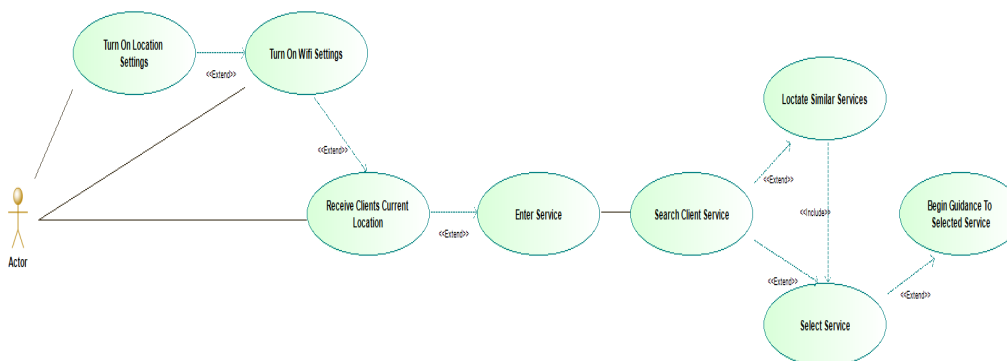 Turn On Location
Settings
<<Extend>>
Turn On Wifi Settings
<<Extend>>
Loctate Similar Services
<<Extend>>
<<Include>>
Actor
Receive Clients Current
Location
<<Extend>>
Enter Service
Search Client Service
Begin Guidance To
Selected Service
<<Extend>>
<<Extend>>
Select Service